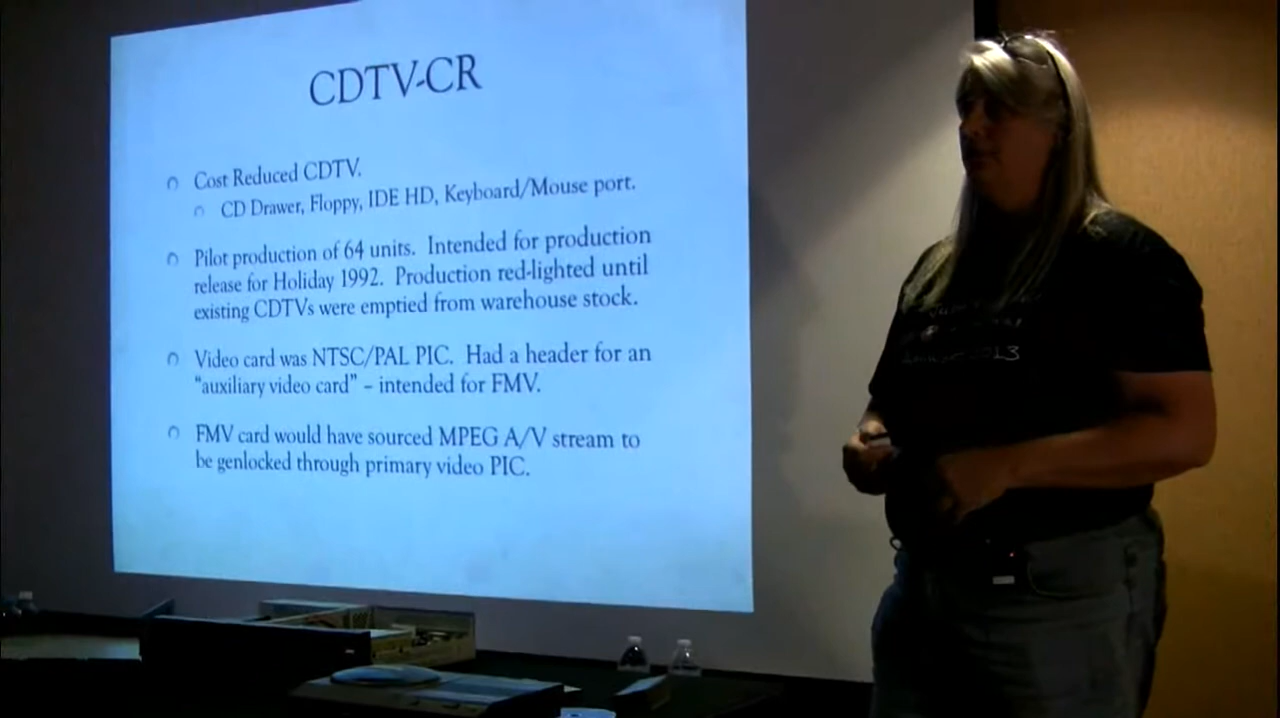 CDTV-CR
Cost Reduced CDTV.
CD Drawer, Floppy, IDE HD, Keyboard/Mouse port.
Pilot production of 64 units. Intended for production
release for Holiday 1992. Production red-lighted until
existing CDTVs were emptied from warehouse stock.
Video card was NTSC/PAL PIC. Had a header for an
"auxiliary video card" – intended for FMV.
FMV card would have sourced MPEG A/V stream to
be genlocked through primary video PIC.